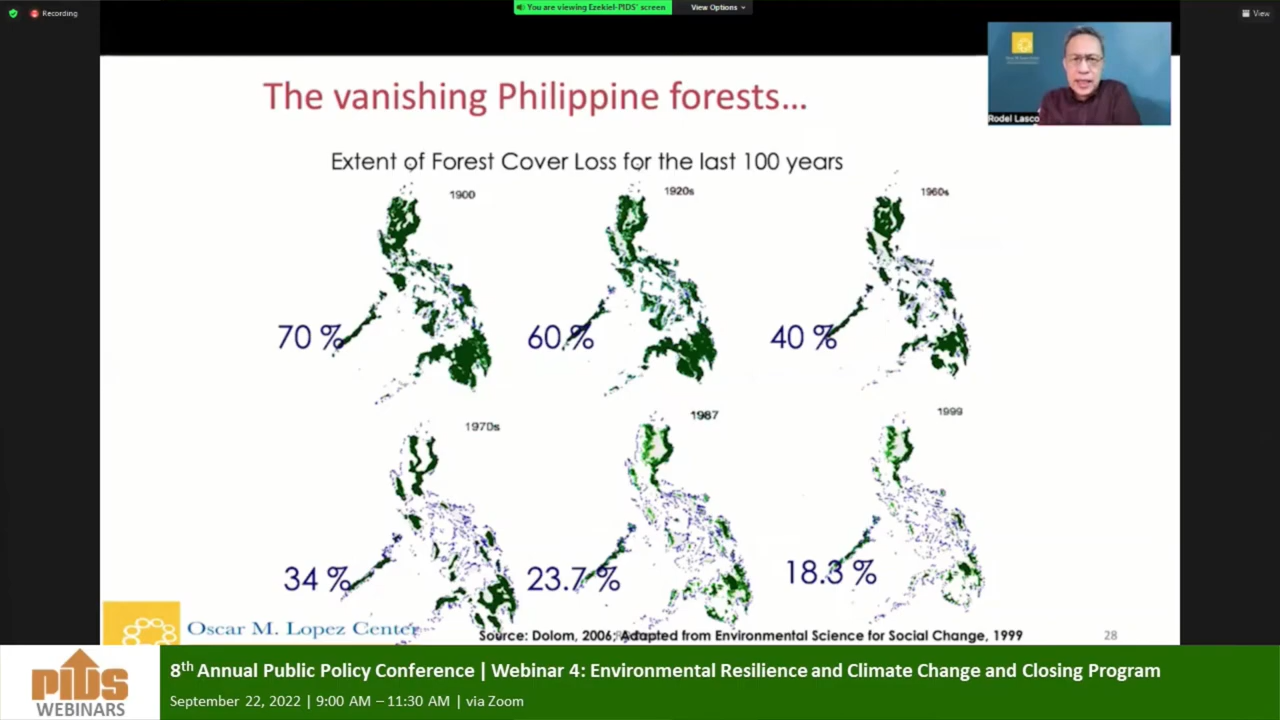 Recording
You are viewing Ezekiel-PIDS' screen
View Options
View
The vanishing Philippine forests...
Rodel Lasco
Extent of Forest Cover Loss for the last 100 years
1900
1920s
1960s
70 %
60 %
40 %
1970s
1987
1999
34 %
23.7 %
18.3 %
Oscar M. Lopez Center
Source: Dolom, 2006; Adapted from Environmental Science for Social Change, 1999
28
PIDS
WEBINARS
8th Annual Public Policy Conference | Webinar 4: Environmental Resilience and Climate Change and Closing Program
September 22, 2022 | 9:00 AM – 11:30 AM | via Zoom